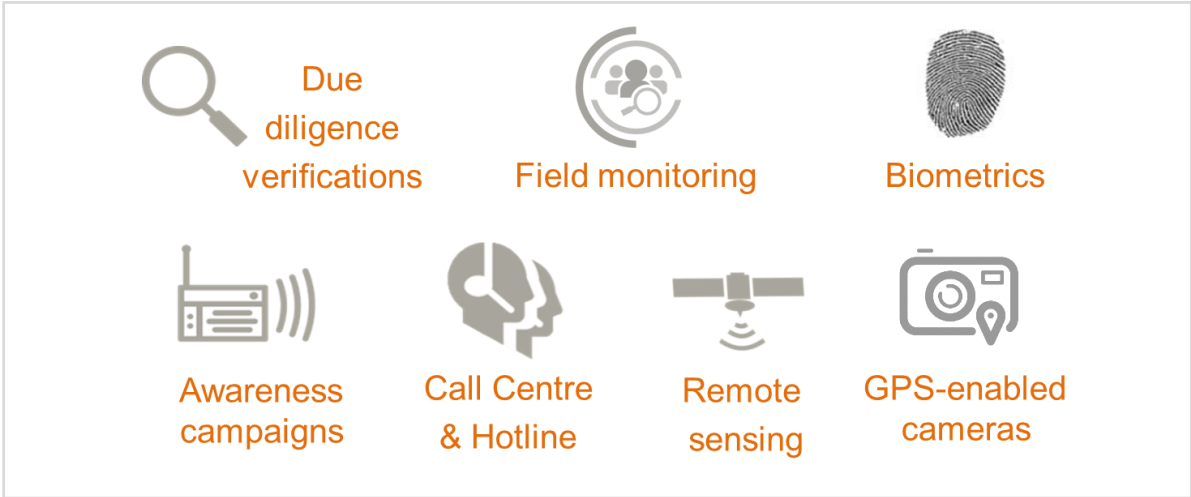 Due
diligence
verifications
Field monitoring
Biometrics
Awareness
campaigns
Call Centre
& Hotline
Remote
sensing
GPS-enabled
cameras